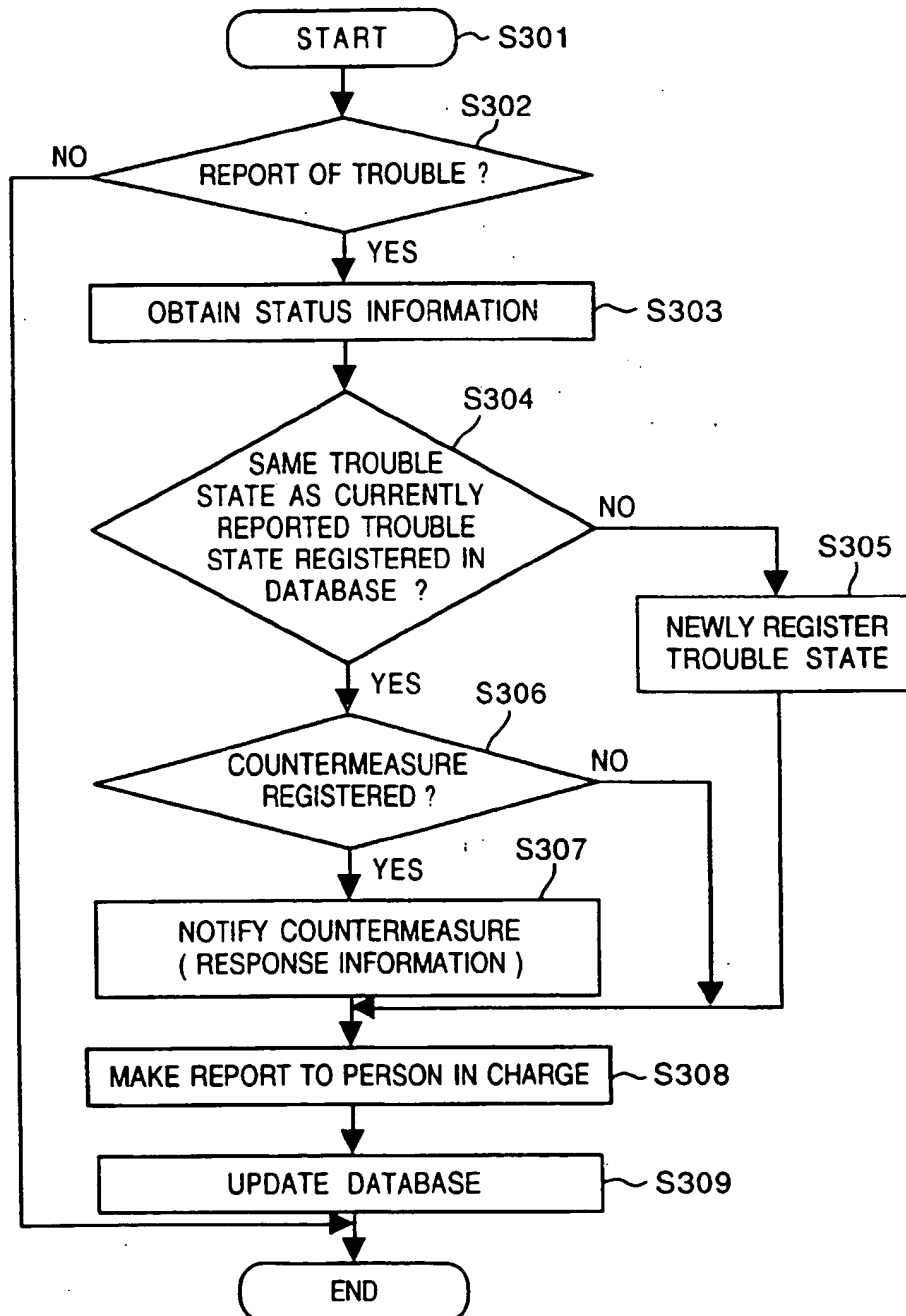 START
S301
S302
NO
REPORT OF TROUBLE ?
YES
OBTAIN STATUS INFORMATION
S303
S304
SAME TROUBLE
STATE AS CURRENTLY
REPORTED TROUBLE
STATE REGISTERED IN
DATABASE ?
NO
S305
NEWLY REGISTER
TROUBLE STATE
YES
S306
COUNTERMEASURE
REGISTERED ?
NO
YES
S307
NOTIFY COUNTERMEASURE
( RESPONSE INFORMATION )
MAKE REPORT TO PERSON IN CHARGE
S308
UPDATE DATABASE
S309
END